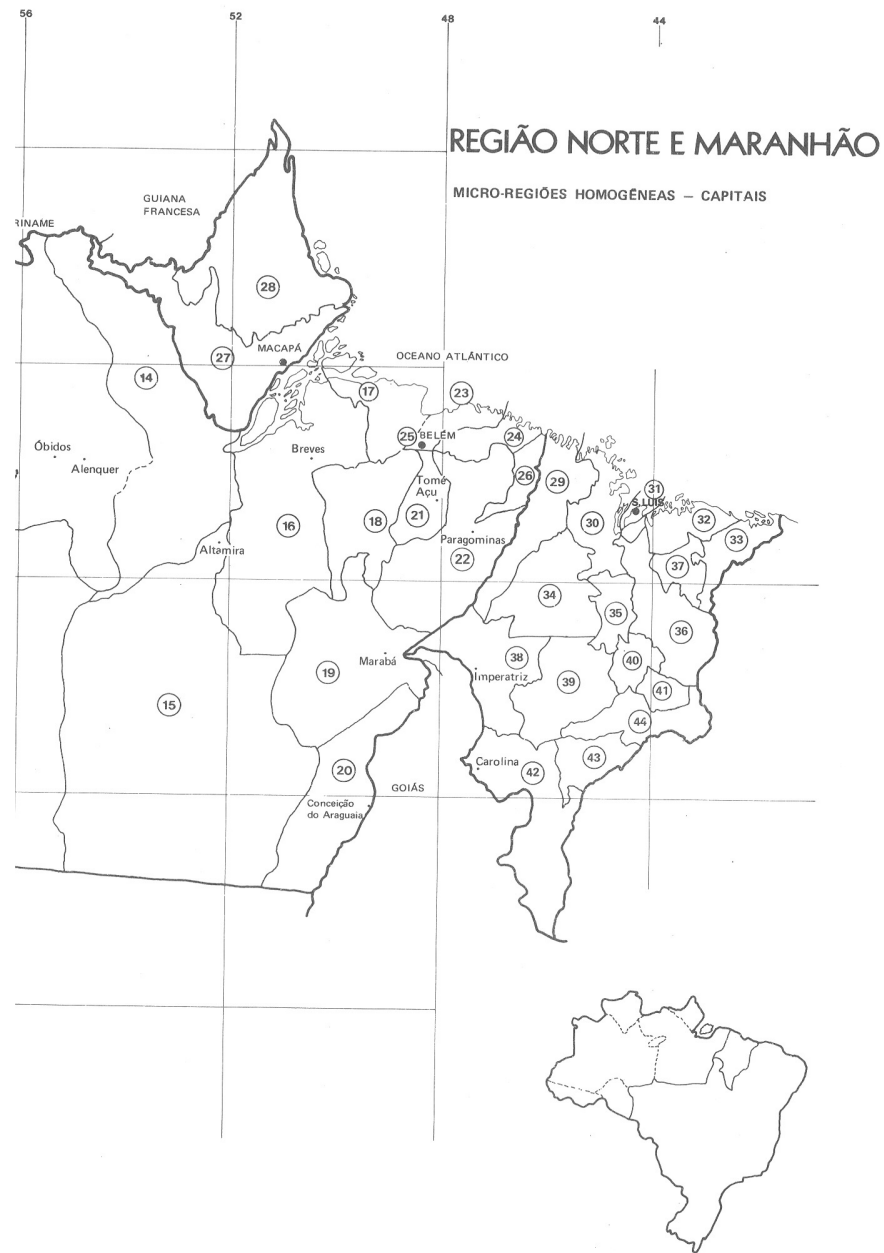 56
52
48
44
REGIÃO NORTE E MARANHÃO
MICRO-REGIÕES HOMOGÊNEAS — CAPITAIS
GUIANA
FRANCESA
RINAME
28
27
MACAPÁ
OCEANO ATLÂNTICO
14
17
23
25
BELÉM
24
Óbidos
Alenquer
Breves
Tomé
Açu
26
29
31
S.LUIS
16
18
21
30
32
Altamira
Paragominas
33
22
37
34
35
36
Marabá
38
40
19
Imperatriz
39
41
15
44
43
20
Carolina
42
GOIÁS
Conceição
do Araguaia